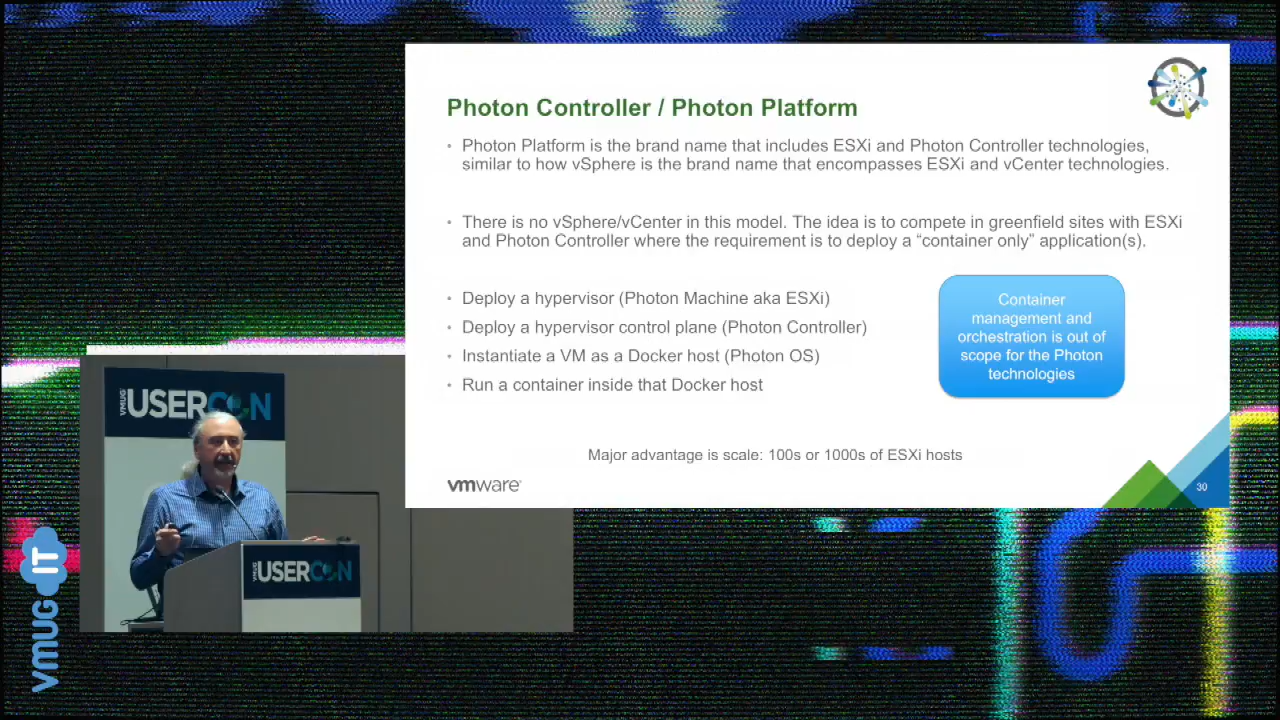 Photon Controller / Photon Platform
• Photon Platform is the brand name that includes ESXi and Photon Controller technologies,
similar to how vSphere is the brand name that encompasses ESXi and vCenter technologies.
• There is no vSphere/vCenter in this model. The idea is to compete in greenfield sites with ESXi
and Photon Controller where the requirement is to deploy a “container only” application(s).
• Deploy a hypervisor (Photon Machine aka ESXi)
• Deploy a hypervisor control plane (Photon Controller)
• Instantiate a VM as a Docker host (Photon OS)
• Run a container inside that Docker host
Container
management and
orchestration is out of
scope for the Photon
technologies
Major advantage is scale: 100s or 1000s of ESXi hosts
vmware
30
VMUG
USERCON
VMUG
USERCON
vmUG IT